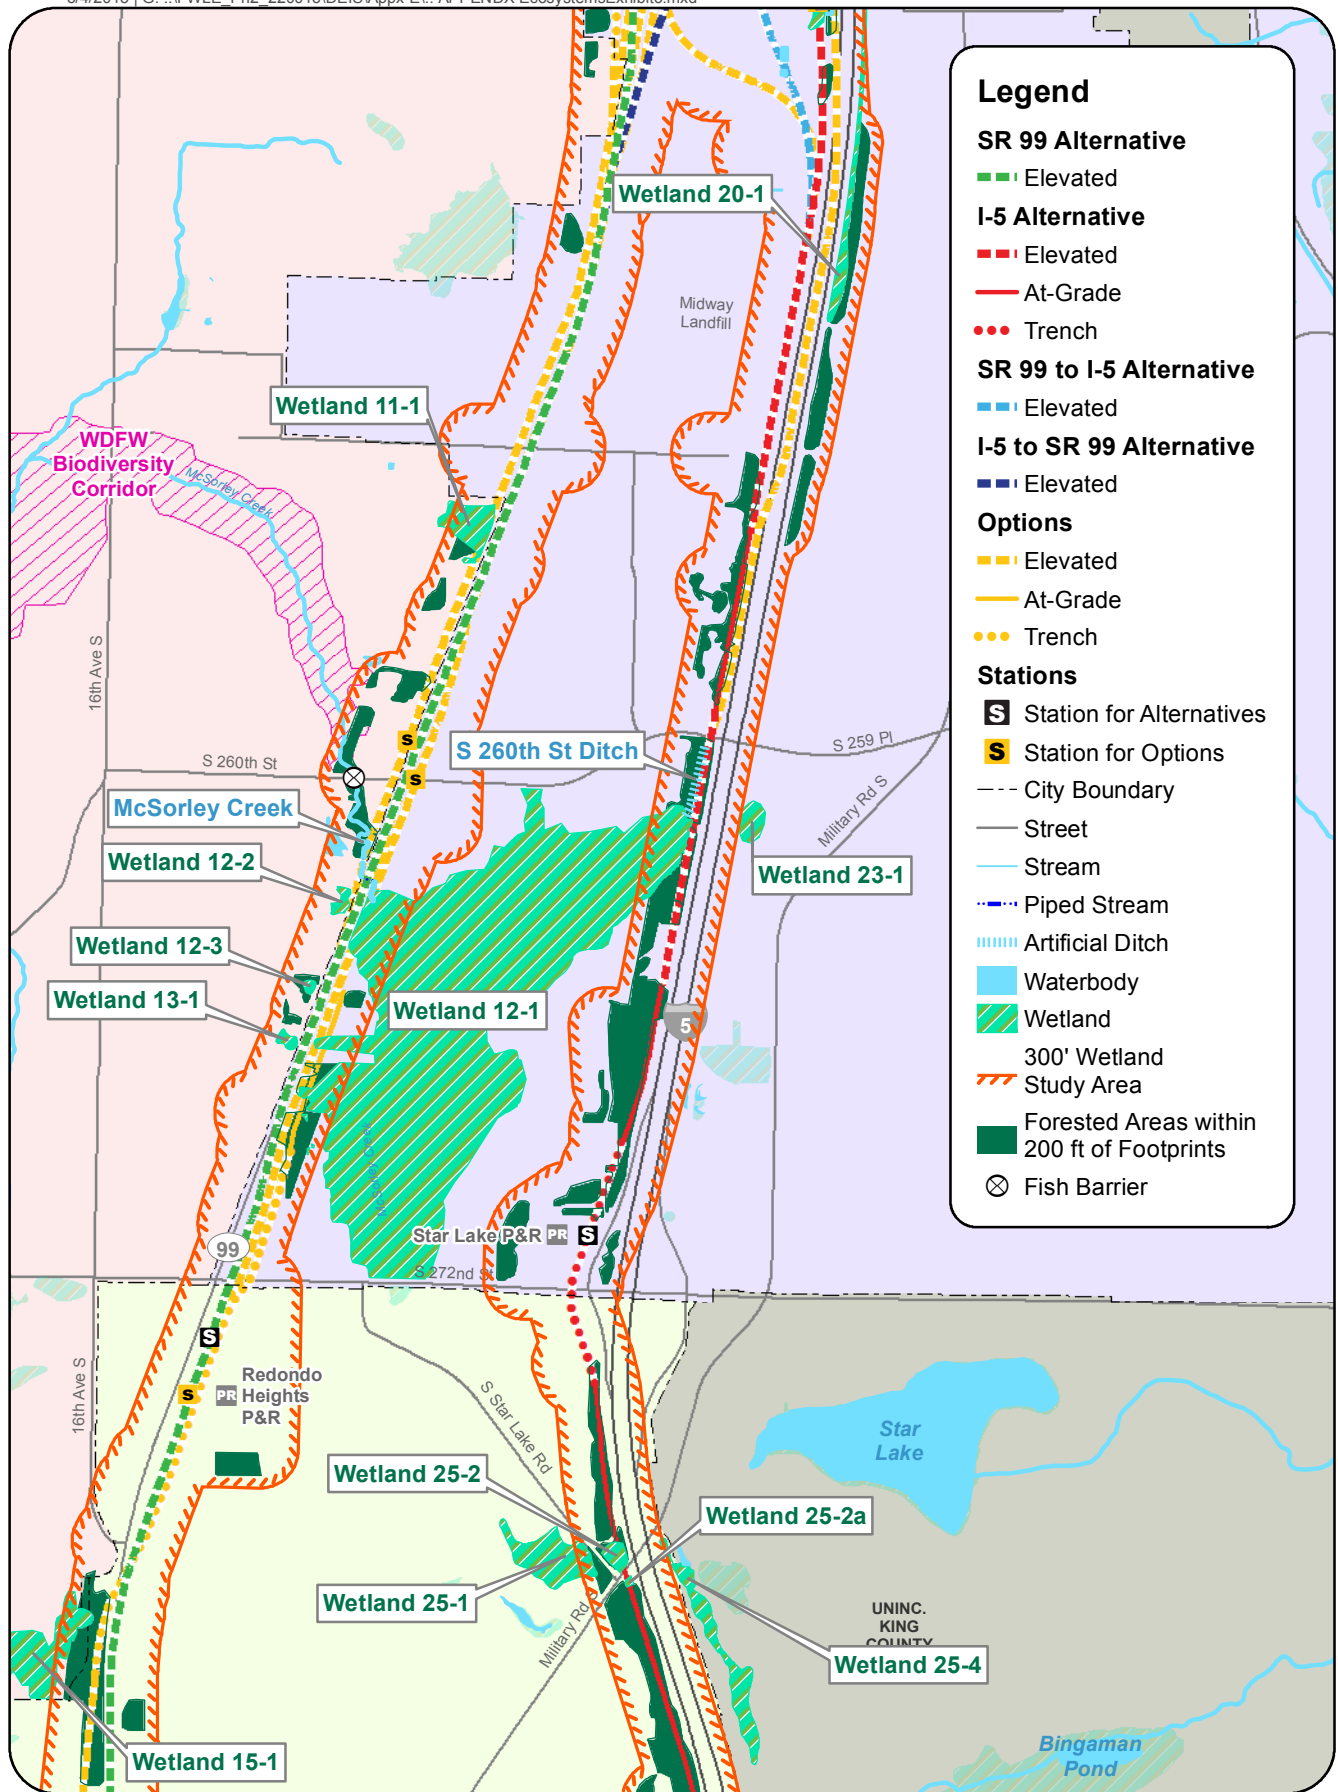 Legend
SR 99 Alternative
Elevated
I-5 Alternative
Elevated
At-Grade
Trench
SR 99 to I-5 Alternative
Elevated
I-5 to SR 99 Alternative
Elevated
Options
Elevated
At-Grade
Trench
Stations
S Station for Alternatives
S Station for Options
City Boundary
Street
Stream
Piped Stream
Artificial Ditch
Waterbody
Wetland
300' Wetland
Study Area
Forested Areas within
200 ft of Footprints
Fish Barrier
Wetland 20-1
Midway
Landfill
Wetland 11-1
WDFW
Biodiversity
Corridor
McSorley Creek
16th Ave S
S
S
S 260th St
S 260th St Ditch
S 259 Pl
Military Rd S
McSorley Creek
Wetland 12-2
Wetland 23-1
Wetland 12-3
Wetland 13-1
Wetland 12-1
5
McSorley Creek
Star Lake P&R PR S
99
S 272nd St
S
S
PR
Redondo
Heights
P&R
16th Ave S
S Star Lake Rd
Star
Lake
Wetland 25-2
Wetland 25-2a
Wetland 25-1
Military Rd S
UNINC.
KING
COUNTY
Wetland 25-4
Wetland 15-1
Bingaman
Pond